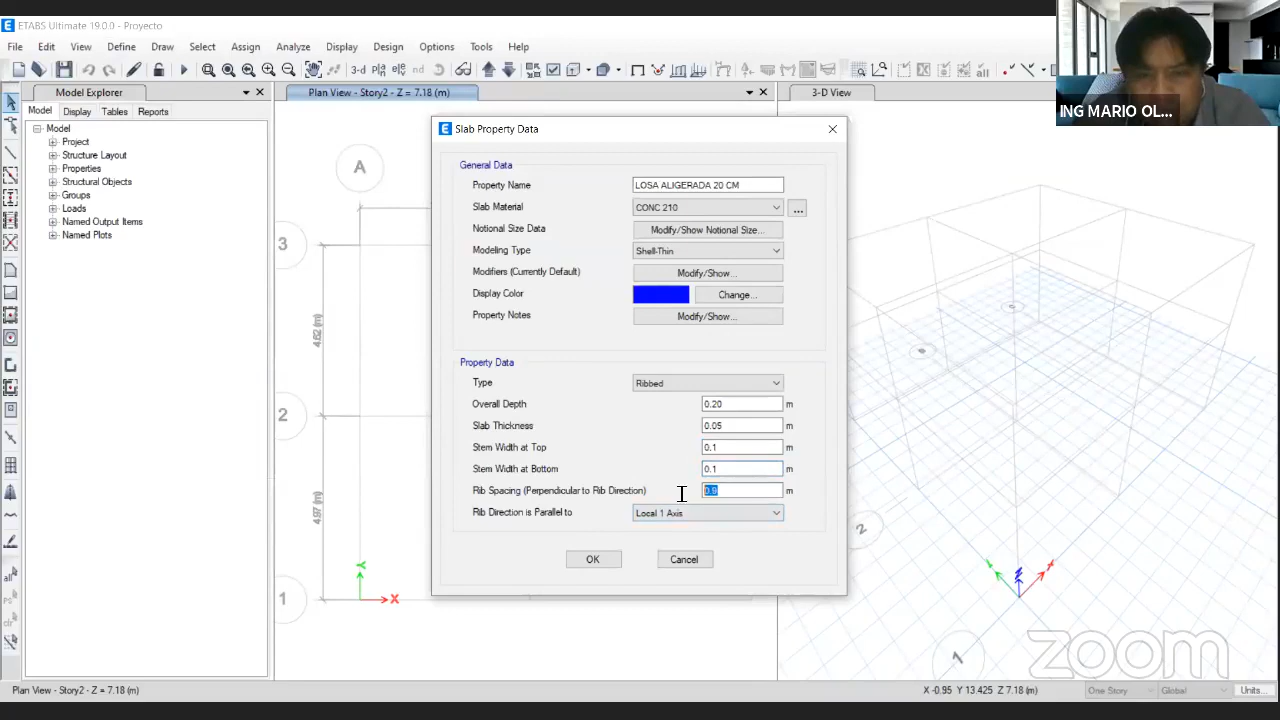 ETABS Ultimate 19.0.0 - Proyecto
File Edit View Define Draw Select Assign Analyze Display Design Options Tools Help
Model Explorer
Plan View - Story2 - Z = 7.18 (m)
3-D View
ING MARIO OL...
Model Display Tables Reports
Model
Project
Structure Layout
Properties
Structural Objects
Groups
Loads
Named Output Items
Named Plots
A
3
2
1
4.62 (m)
4.97 (m)
Y
X
Slab Property Data
General Data
Property Name LOSA ALIGERADA 20 CM
Slab Material CONC 210 ...
Notional Size Data Modify/Show Notional Size...
Modeling Type Shell-Thin
Modifiers (Currently Default) Modify/Show...
Display Color Change...
Property Notes Modify/Show...
Property Data
Type Ribbed
Overall Depth 0.20 m
Slab Thickness 0.05 m
Stem Width at Top 0.1 m
Stem Width at Bottom 0.1 m
Rib Spacing (Perpendicular to Rib Direction) m
Rib Direction is Parallel to Local 1 Axis
OK Cancel
2
zoom
Plan View - Story2 - Z = 7.18 (m)
X -0.95 Y 13.425 Z 7.18 (m)
One Story
Global
Units...